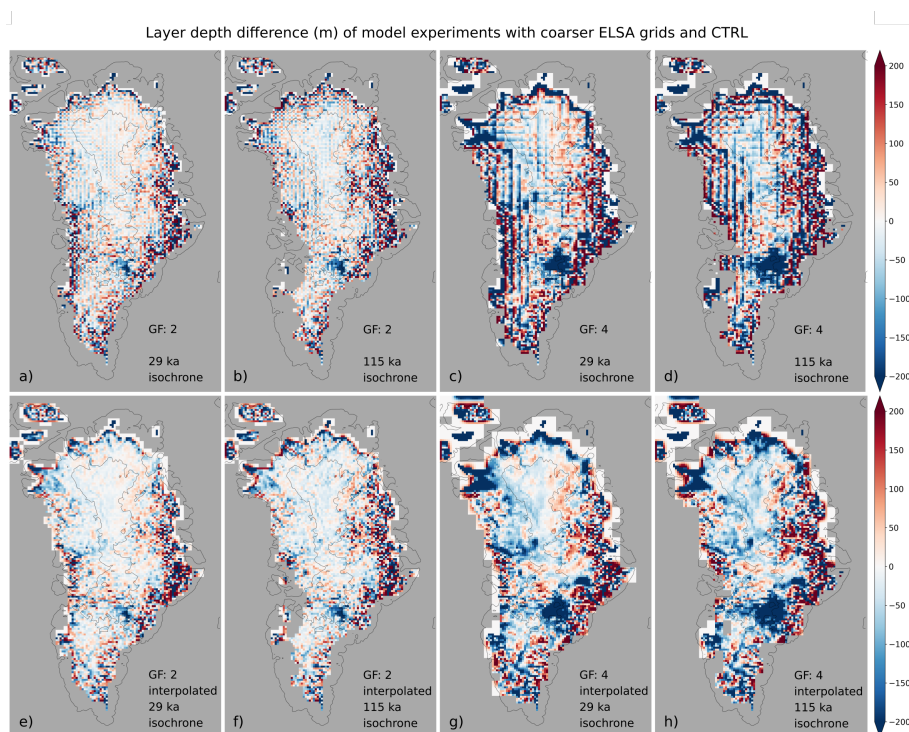 Layer depth difference (m) of model experiments with coarser ELSA grids and CTRL
GF: 2
29 ka
isochrone
a)
GF: 2
115 ka
isochrone
b)
GF: 4
29 ka
isochrone
c)
GF: 4
115 ka
isochrone
d)
200
150
100
50
0
−50
−100
−150
−200
GF: 2
interpolated
29 ka
isochrone
e)
GF: 2
interpolated
115 ka
isochrone
f)
GF: 4
interpolated
29 ka
isochrone
g)
GF: 4
interpolated
115 ka
isochrone
h)
200
150
100
50
0
−50
−100
−150
−200